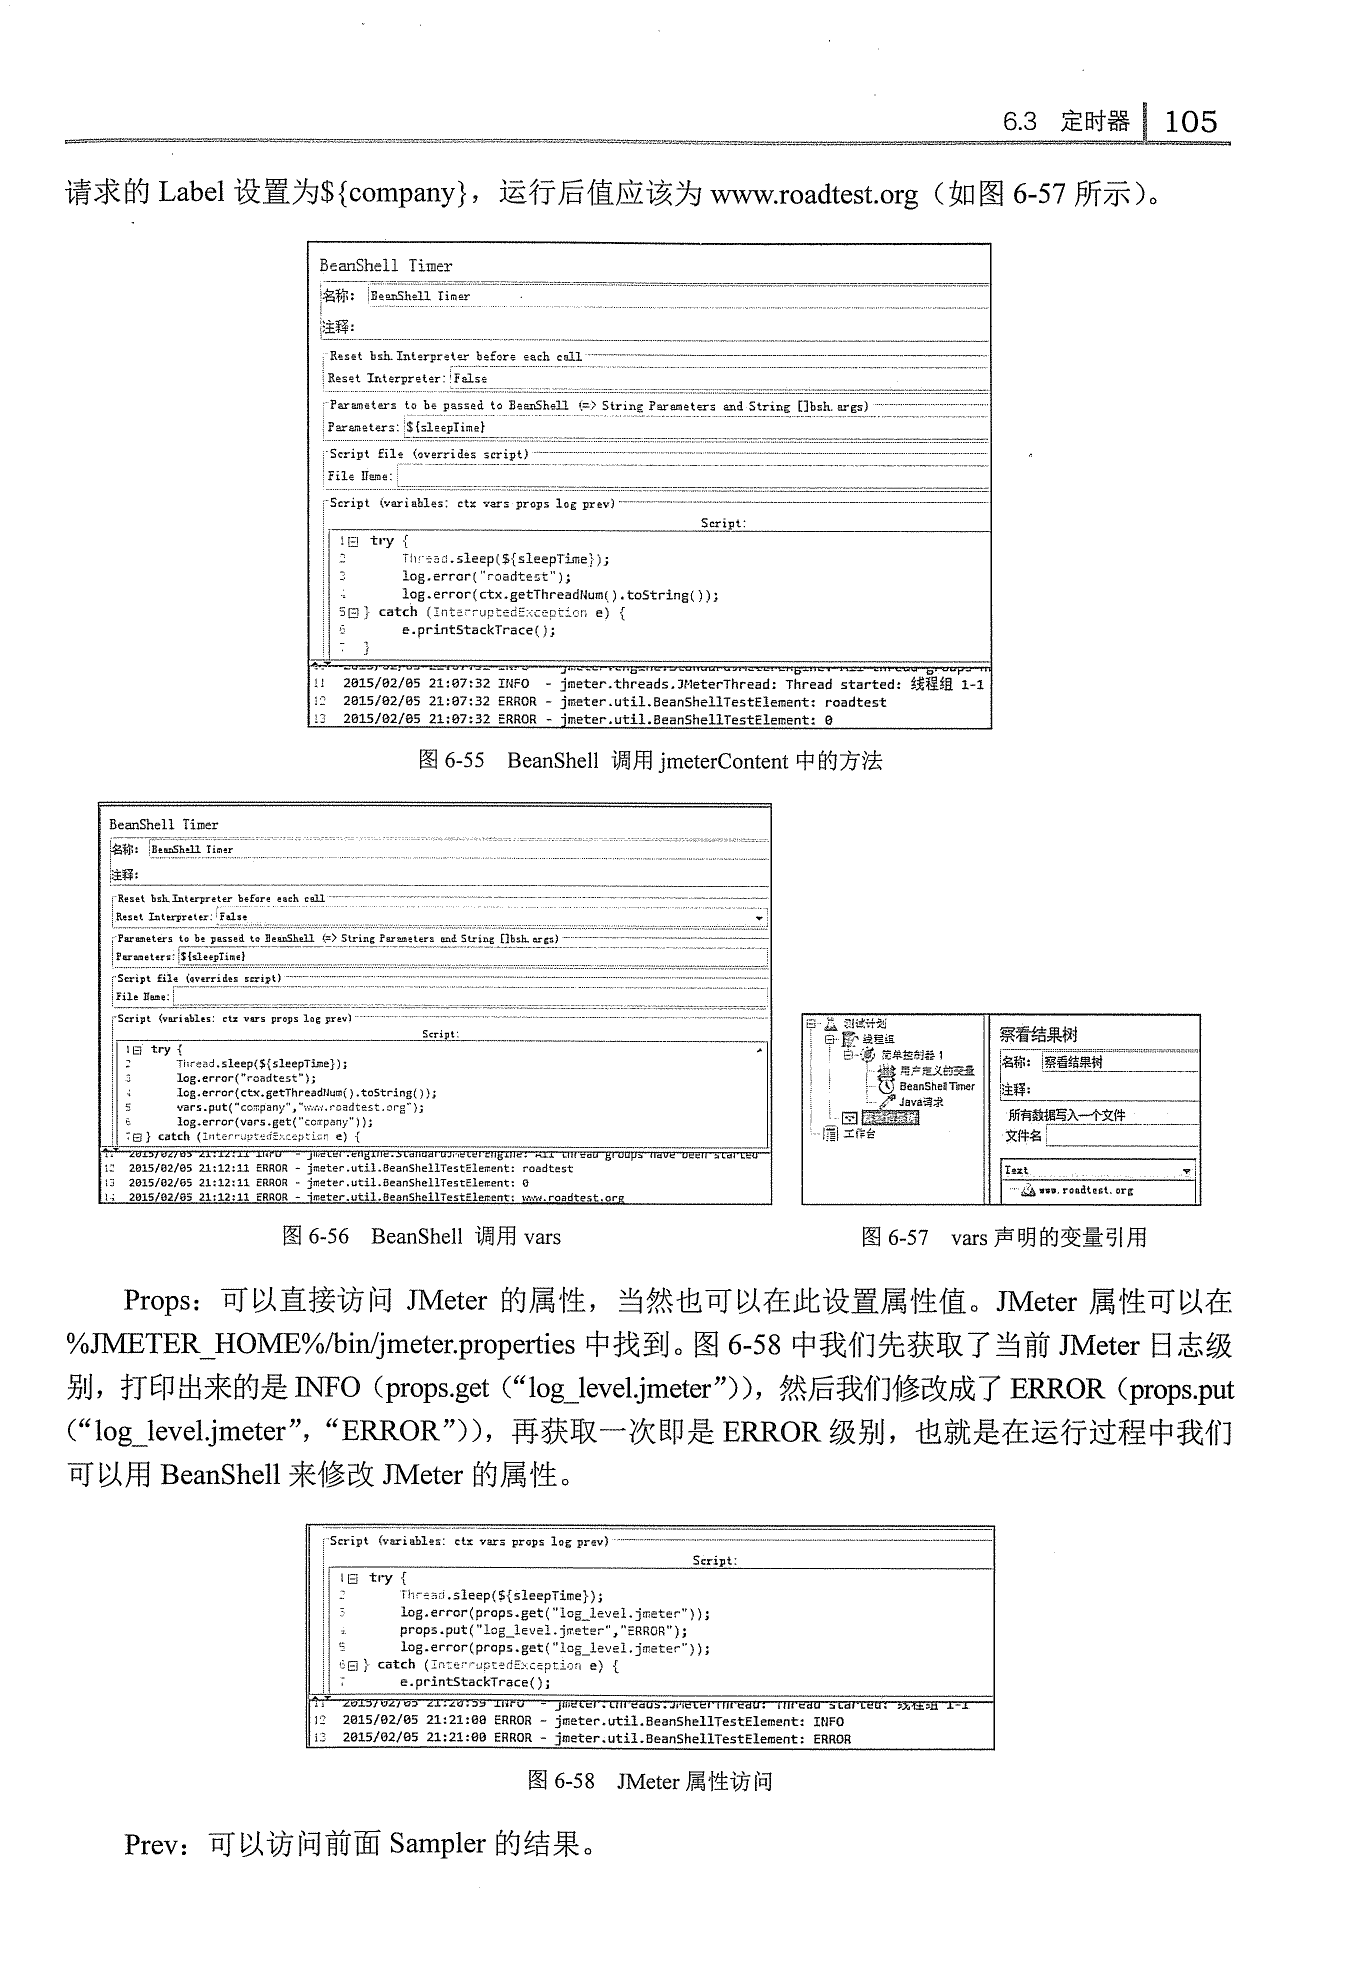 6.3 定时器 105
请求的 Label 设置为${company}，运行后值应该为 www.roadtest.org（如图 6-57 所示）。
BeanShell Timer
名称： BeanShell Timer
注释：
Reset bsh.Interpreter before each call
Reset Interpreter: False
Parameters to be passed to BeanShell (=> String Parameters and String []bsh.args)
Parameters: ${sleepTime}
Script file (overrides script)
File Name:
Script (variables: ctx vars props log prev)
Script:
1 try {
2 Thread.sleep(${sleepTime});
3 log.error("roadtest");
4 log.error(ctx.getThreadNum().toString());
5 } catch (InterruptedException e) {
6 e.printStackTrace();
7 }
11 2015/02/05 21:07:32 INFO - jmeter.threads.JMeterThread: Thread started: 线程组 1-1
12 2015/02/05 21:07:32 ERROR - jmeter.util.BeanShellTestElement: roadtest
13 2015/02/05 21:07:32 ERROR - jmeter.util.BeanShellTestElement: 0
图 6-55 BeanShell 调用 jmeterContent 中的方法
BeanShell Timer
名称： BeanShell Timer
注释：
Reset bsh.Interpreter before each call
Reset Interpreter: False
Parameters to be passed to BeanShell (=> String Parameters and String []bsh.args)
Parameters: ${sleepTime}
Script file (overrides script)
File Name:
Script (variables: ctx vars props log prev)
Script:
1 try {
2 Thread.sleep(${sleepTime});
3 log.error("roadtest");
4 log.error(ctx.getThreadNum().toString());
5 vars.put("company","www.roadtest.org");
6 log.error(vars.get("company"));
7 } catch (InterruptedException e) {
12 2015/02/05 21:12:11 ERROR - jmeter.util.BeanShellTestElement: roadtest
13 2015/02/05 21:12:11 ERROR - jmeter.util.BeanShellTestElement: 0
14 2015/02/05 21:12:11 ERROR - jmeter.util.BeanShellTestElement: www.roadtest.org
图 6-56 BeanShell 调用 vars
测试计划
线程组
简单控制器 1
用户定义的变量
BeanShell Timer
Java请求
工作台
察看结果树
名称： 察看结果树
注释：
所有数据写入一个文件
文件名
Text
www.roadtest.org
图 6-57 vars 声明的变量引用
Props：可以直接访问 JMeter 的属性，当然也可以在此设置属性值。JMeter 属性可以在
%JMETER_HOME%/bin/jmeter.properties 中找到。图 6-58 中我们先获取了当前 JMeter 日志级
别，打印出来的是 INFO（props.get（“log_level.jmeter”）），然后我们修改成了 ERROR（props.put
（“log_level.jmeter”，“ERROR”）），再获取一次即是 ERROR 级别，也就是在运行过程中我们
可以用 BeanShell 来修改 JMeter 的属性。
Script (variables: ctx vars props log prev)
Script:
1 try {
2 Thread.sleep(${sleepTime});
3 log.error(props.get("log_level.jmeter"));
4 props.put("log_level.jmeter","ERROR");
5 log.error(props.get("log_level.jmeter"));
6 } catch (InterruptedException e) {
7 e.printStackTrace();
12 2015/02/05 21:21:00 ERROR - jmeter.util.BeanShellTestElement: INFO
13 2015/02/05 21:21:00 ERROR - jmeter.util.BeanShellTestElement: ERROR
图 6-58 JMeter 属性访问
Prev：可以访问前面 Sampler 的结果。